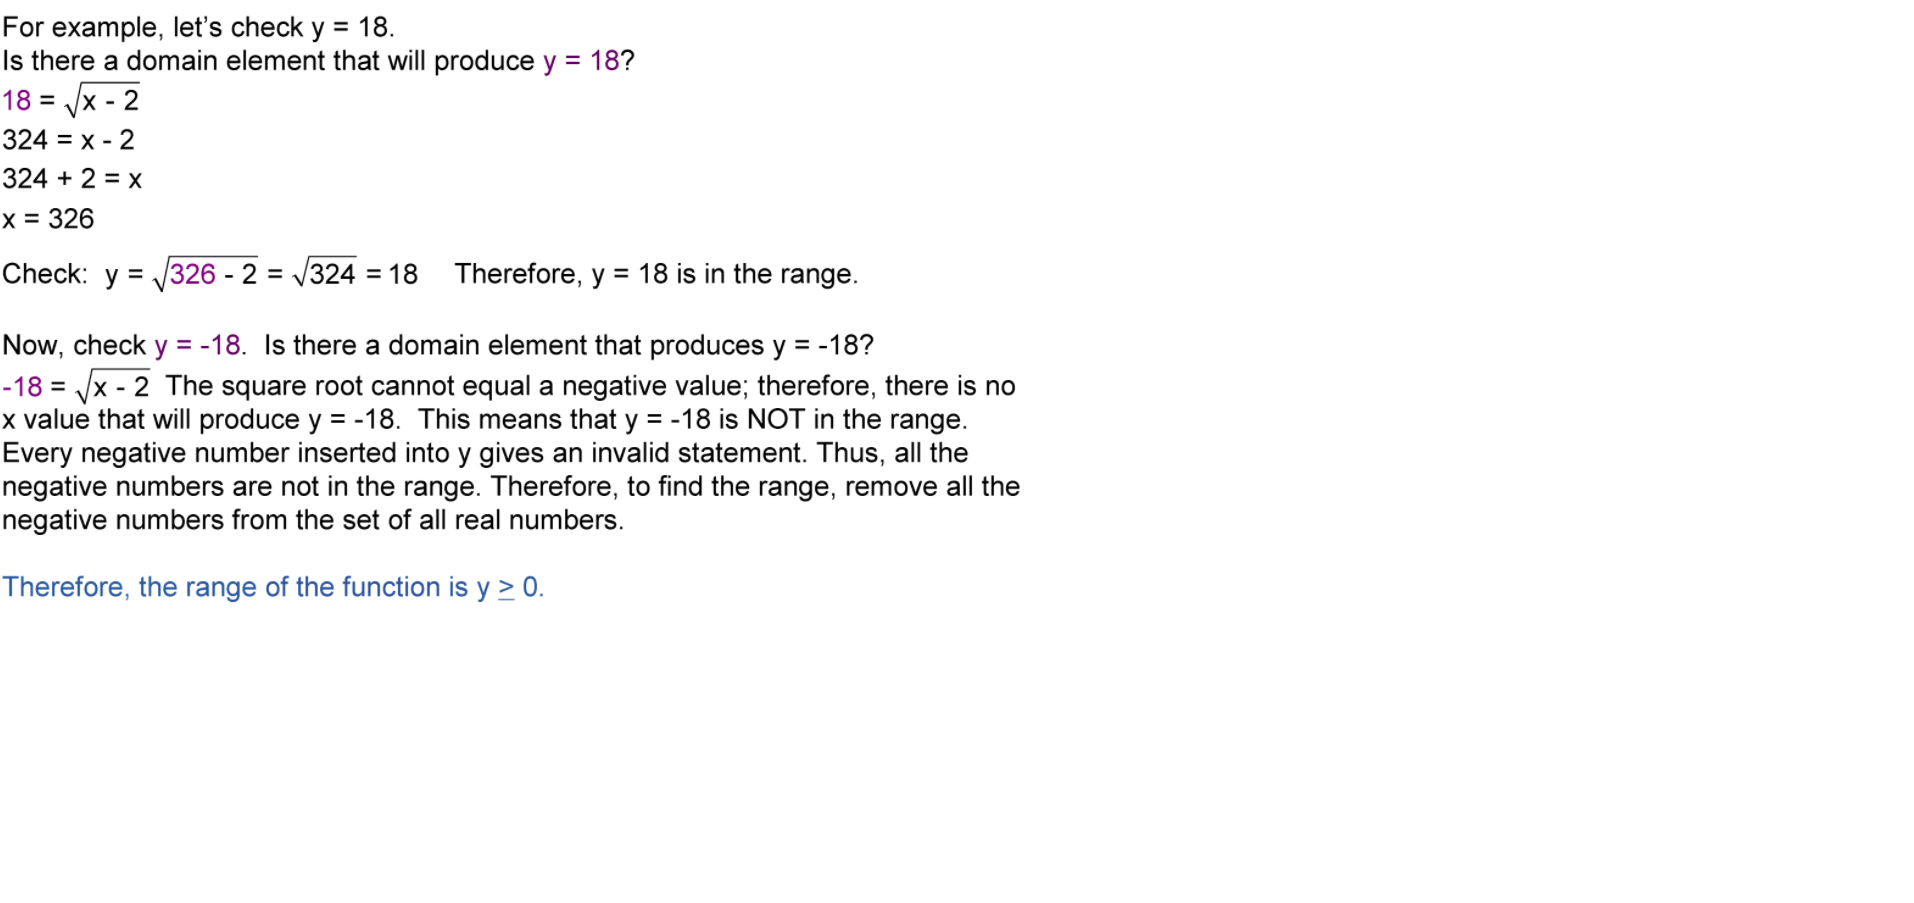 For example, let's check y = 18.
Is there a domain element that will produce y = 18?
18 = √x - 2
324 = x - 2
324 + 2 = x
x = 326
Check:  y = √326 - 2 = √324 = 18     Therefore, y = 18 is in the range.
Now, check y = -18.  Is there a domain element that produces y = -18?
-18 = √x - 2  The square root cannot equal a negative value; therefore, there is no
x value that will produce y = -18.  This means that y = -18 is NOT in the range.
Every negative number inserted into y gives an invalid statement. Thus, all the
negative numbers are not in the range. Therefore, to find the range, remove all the
negative numbers from the set of all real numbers.
Therefore, the range of the function is y ≥ 0.